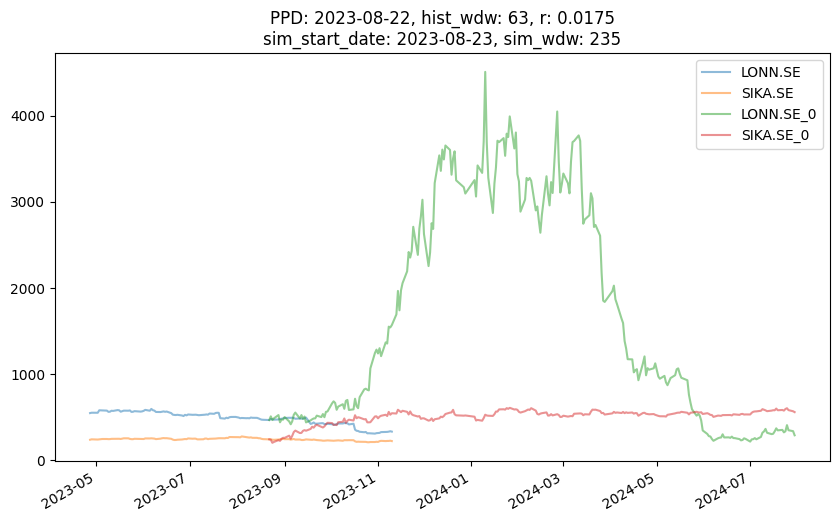 PPD: 2023-08-22, hist_wdw: 63, r: 0.0175
sim_start_date: 2023-08-23, sim_wdw: 235
LONN.SE
SIKA.SE
LONN.SE_0
SIKA.SE_0
4000
3000
2000
1000
0
2023-05
2023-07
2023-09
2023-11
2024-01
2024-03
2024-05
2024-07